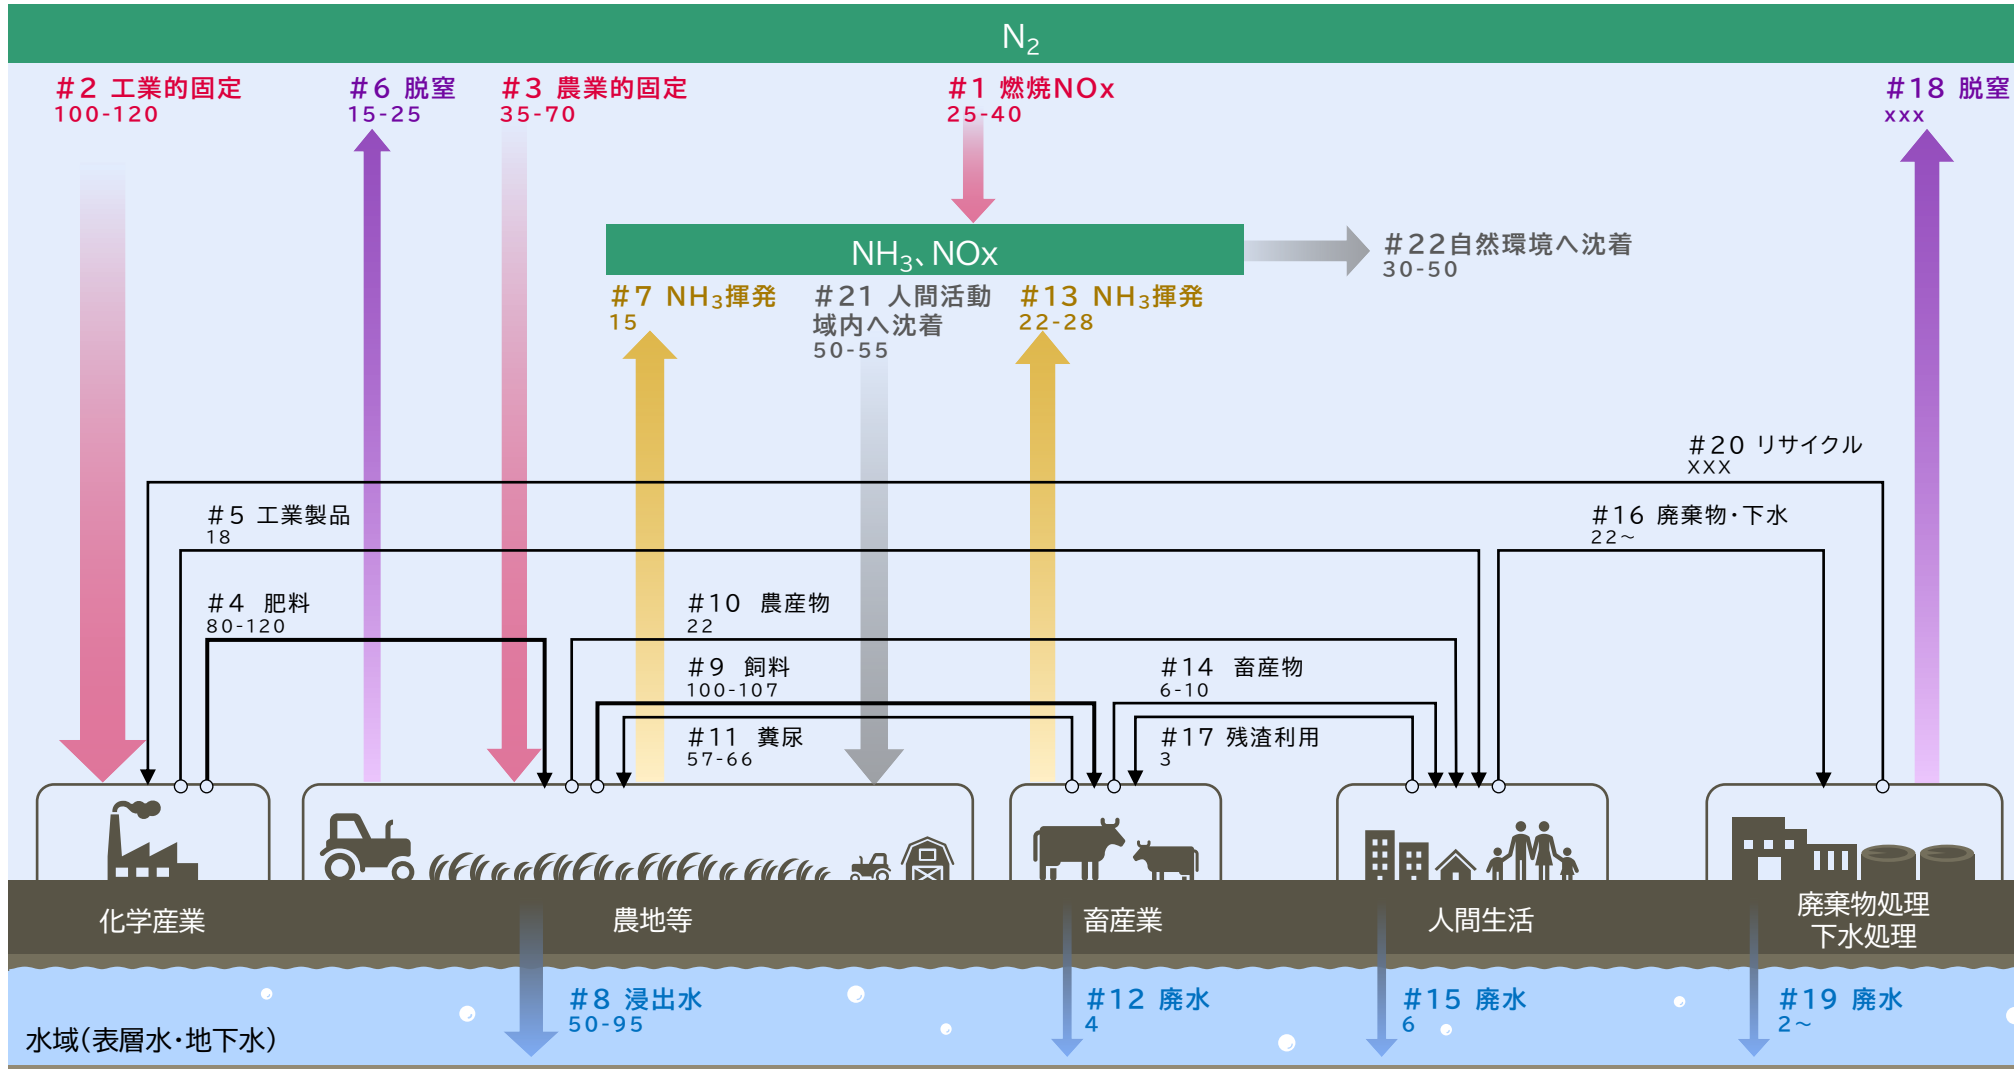 N₂
#2 工業的固定
100-120
#6 脱窒
15-25
#3 農業的固定
35-70
#1 燃焼NOx
25-40
#18 脱窒
xxx
NH₃、NOx
#22自然環境へ沈着
30-50
#7 NH₃揮発
15
#21 人間活動
域内へ沈着
50-55
#13 NH₃揮発
22-28
#20 リサイクル
XXX
#5 工業製品
18
#16 廃棄物・下水
22～
#4 肥料
80-120
#10 農産物
22
#9 飼料
100-107
#14 畜産物
6-10
#11 糞尿
57-66
#17 残渣利用
3
化学産業
農地等
畜産業
人間生活
廃棄物処理
下水処理
#8 浸出水
50-95
#12 廃水
4
#15 廃水
6
#19 廃水
2～
水域(表層水・地下水)